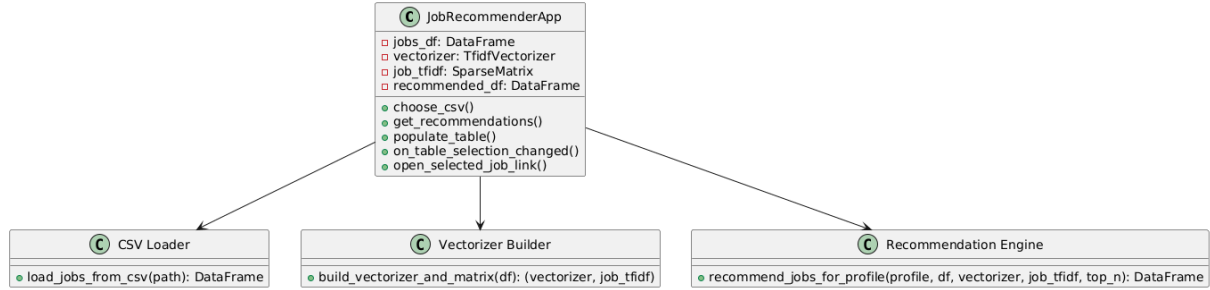 C JobRecommenderApp
jobs_df: DataFrame
vectorizer: TfidfVectorizer
job_tfidf: SparseMatrix
recommended_df: DataFrame
choose_csv()
get_recommendations()
populate_table()
on_table_selection_changed()
open_selected_job_link()
C CSV Loader
load_jobs_from_csv(path): DataFrame
C Vectorizer Builder
build_vectorizer_and_matrix(df): (vectorizer, job_tfidf)
C Recommendation Engine
recommend_jobs_for_profile(profile, df, vectorizer, job_tfidf, top_n): DataFrame